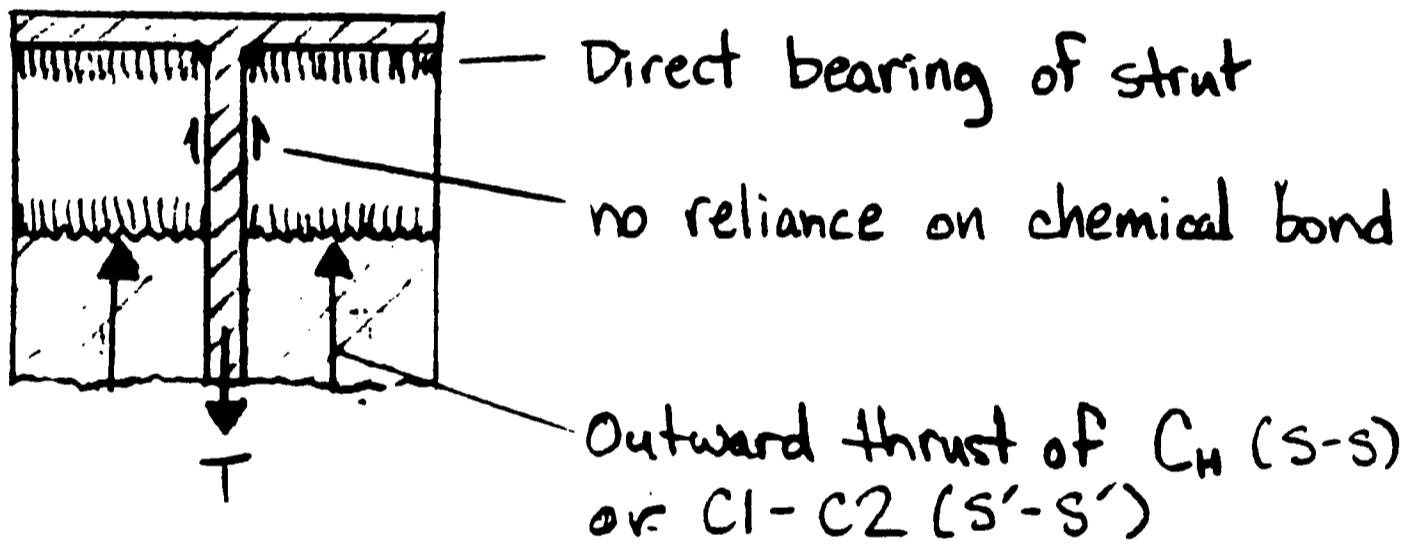 Direct bearing of strut
no reliance on chemical bond
T
Outward thrust of CH (S-S)
or C1-C2 (S'-S')